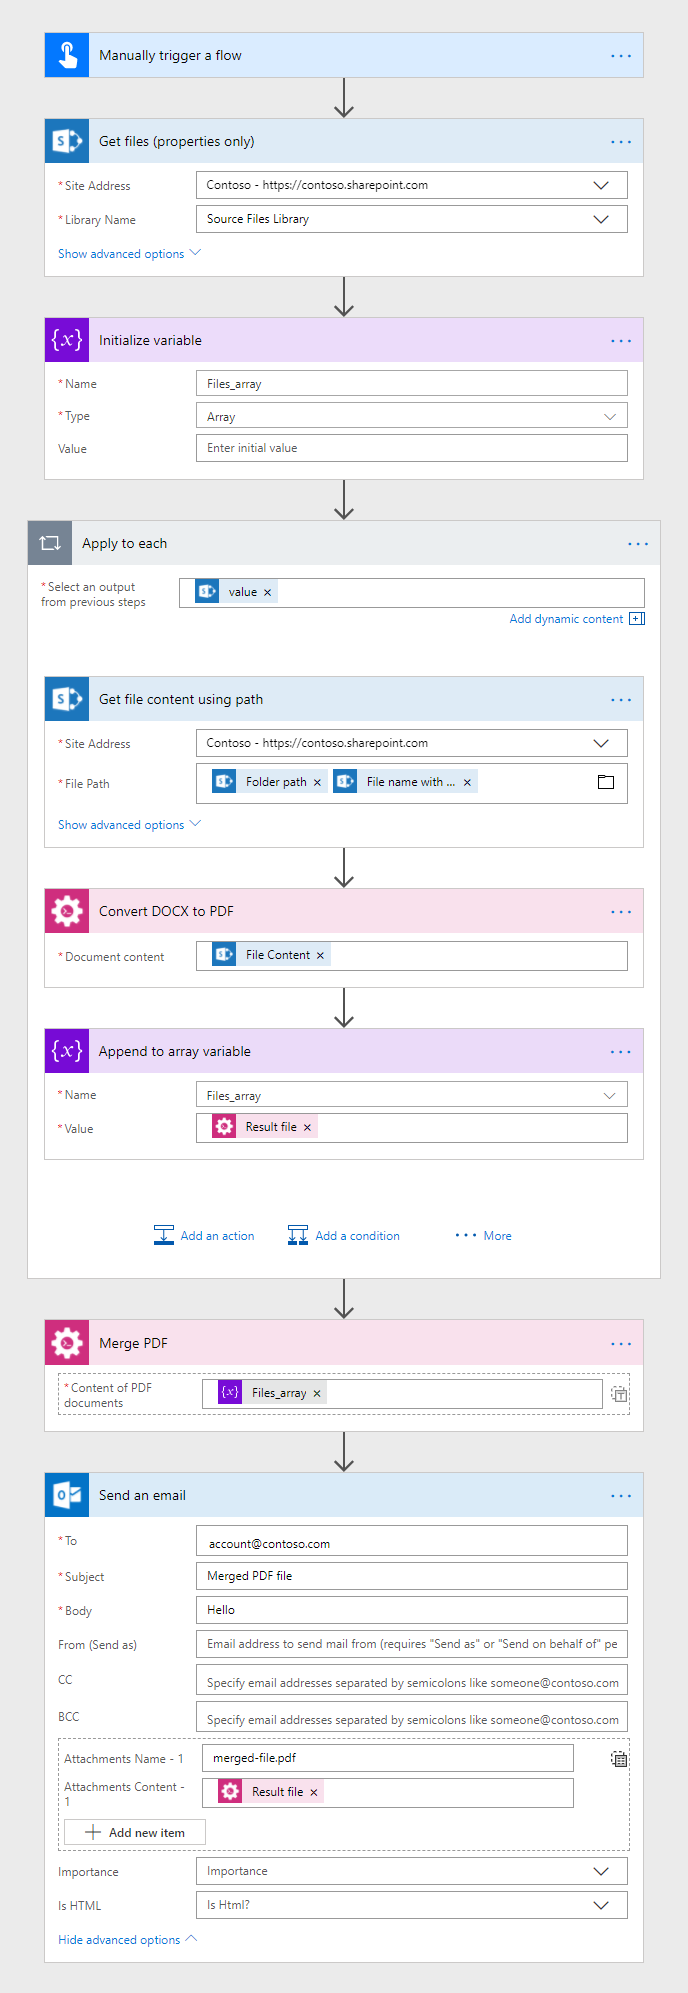 Manually trigger a flow
Get files (properties only)
* Site Address
Contoso - https://contoso.sharepoint.com
* Library Name
Source Files Library
Show advanced options
{x} Initialize variable
* Name
Files_array
* Type
Array
Value
Enter initial value
Apply to each
* Select an output
from previous steps
value ×
Add dynamic content
Get file content using path
* Site Address
Contoso - https://contoso.sharepoint.com
* File Path
Folder path × File name with ... ×
Show advanced options
Convert DOCX to PDF
* Document content
File Content ×
{x} Append to array variable
* Name
Files_array
* Value
Result file ×
Add an action
Add a condition
More
Merge PDF
* Content of PDF
documents
{x} Files_array ×
Send an email
* To
account@contoso.com
* Subject
Merged PDF file
* Body
Hello
From (Send as)
Email address to send mail from (requires "Send as" or "Send on behalf of" pe
CC
Specify email addresses separated by semicolons like someone@contoso.com
BCC
Specify email addresses separated by semicolons like someone@contoso.com
Attachments Name - 1
merged-file.pdf
Attachments Content -
1
Result file ×
Add new item
Importance
Importance
Is HTML
Is Html?
Hide advanced options